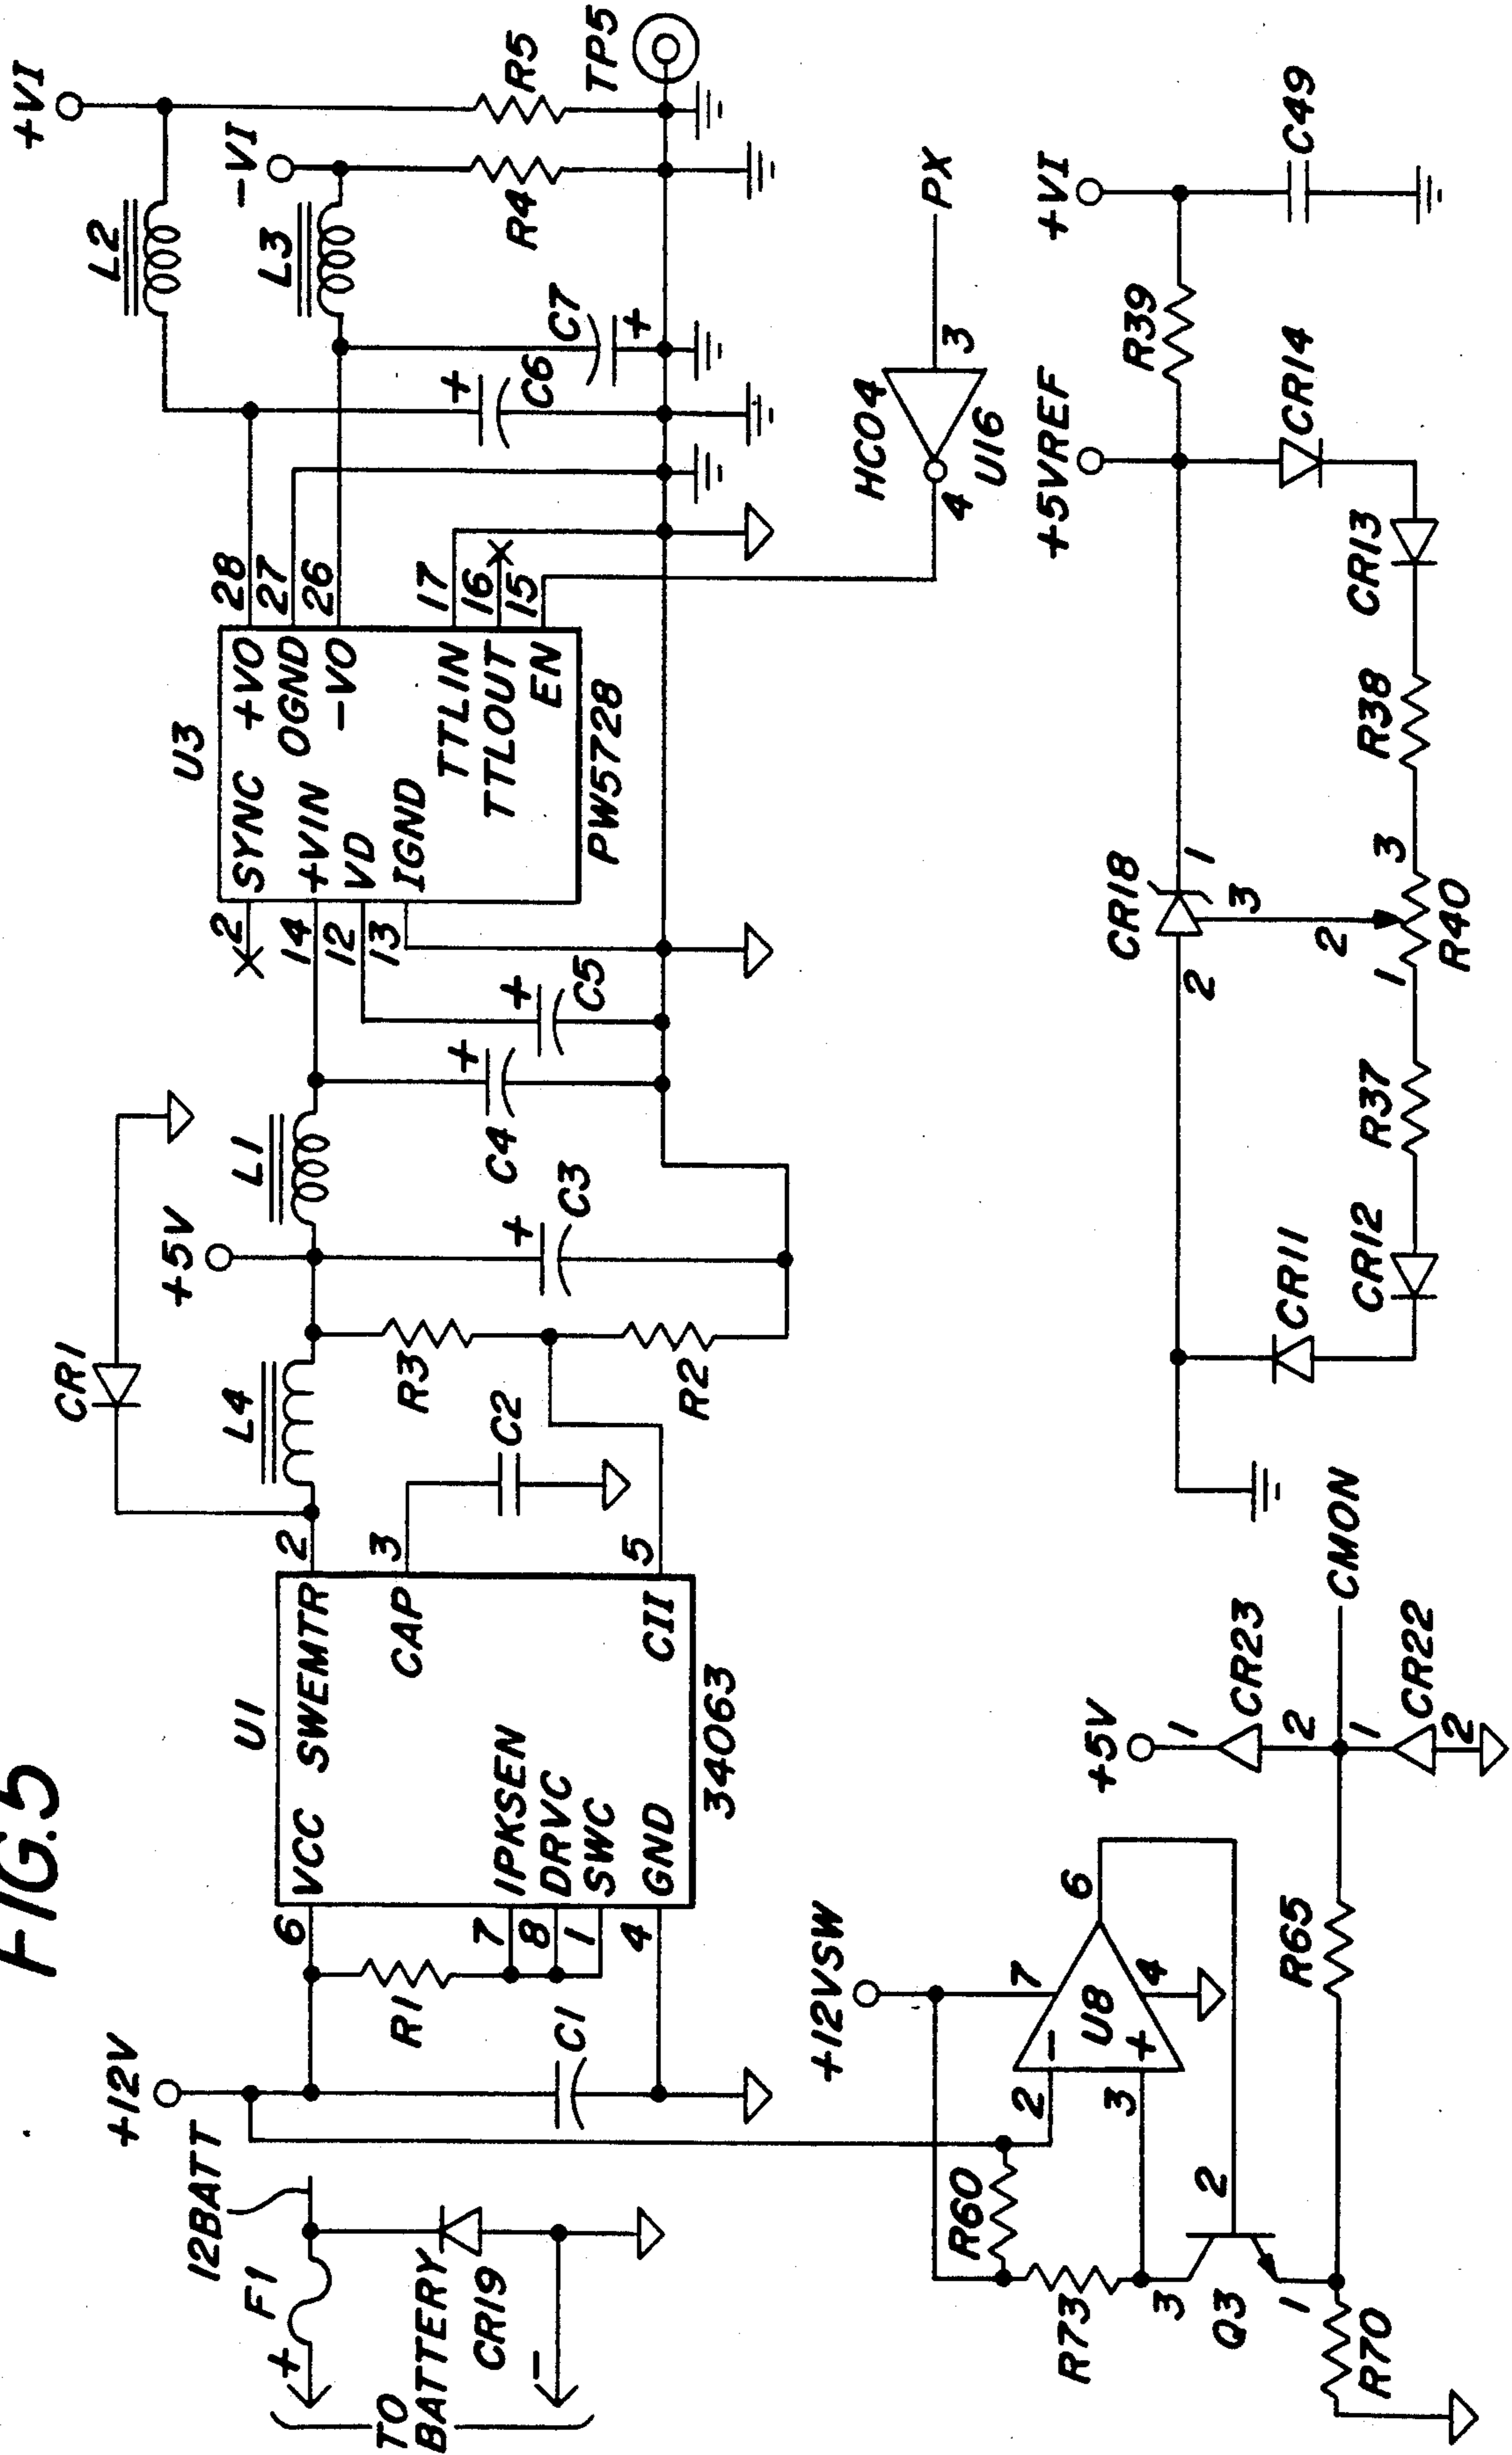 FIG.5
+12V
12BATT
F1
+
TO
BATTERY
CR19
-
C1
R1
U1
6
VCC
SWEMTR
2
CAP
3
7
IPKSEN
8
DRVC
1
SWC
4
GND
CII
5
34063
CR1
L4
+5V
L1
R3
C2
R2
+
C3
+
C4
+
C5
U3
2
SYNC
+VO
28
14
+VIN
OGND
27
12
VD
-VO
26
13
IGND
TTLIN
17
TTLOUT
16
EN
15
PW5728
L2
+VI
L3
-VI
+
C6
C7
+
R4
R5
TP5
HC04
4
U16
3
PX
+12VSW
R60
R73
2
-
U8
+
3
7
4
6
3
2
Q3
1
R70
R65
+5V
1
CR23
2
CMON
1
CR22
2
CR18
2
1
3
+5VREF
R39
+VI
C49
CR14
CR13
R38
3
2
R40
1
R37
CR12
CR11